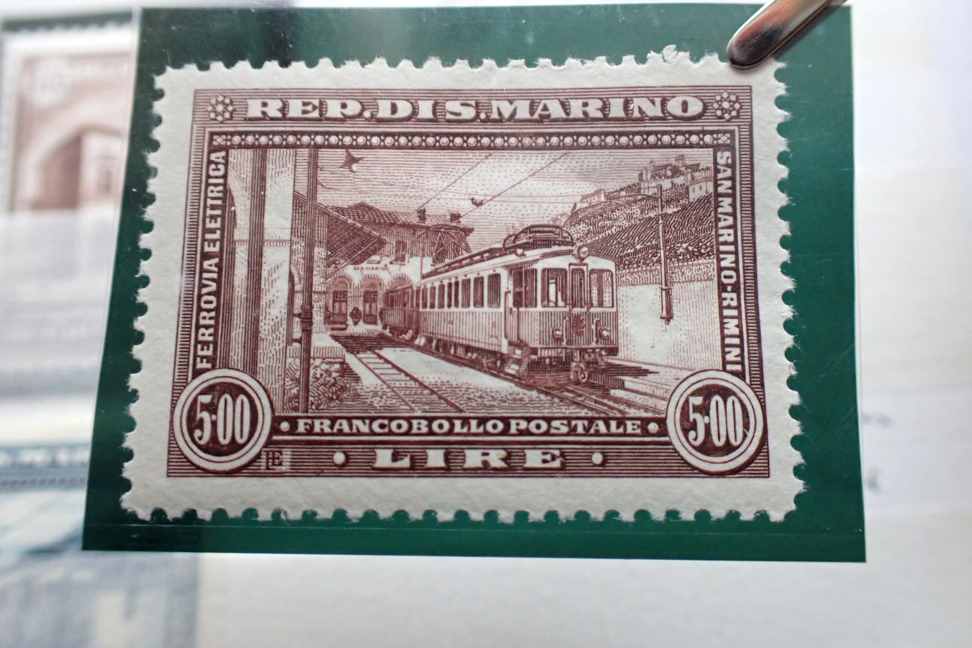 REP. DI S. MARINO
FERROVIA ELETTRICA
SAN MARINO-RIMINI
5·00
5·00
• FRANCOBOLLO POSTALE •
• LIRE •